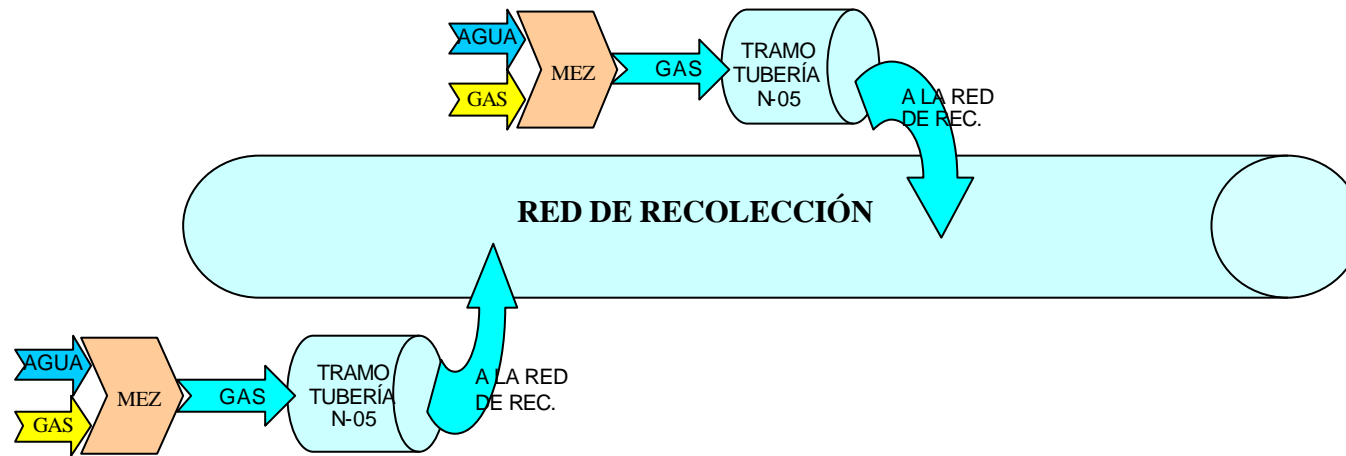 AGUA
GAS
MEZ
GAS
TRAMO
TUBERÍA
N-05
A LA RED
DE REC.
RED DE RECOLECCIÓN
AGUA
GAS
MEZ
GAS
TRAMO
TUBERÍA
N-05
A LA RED
DE REC.